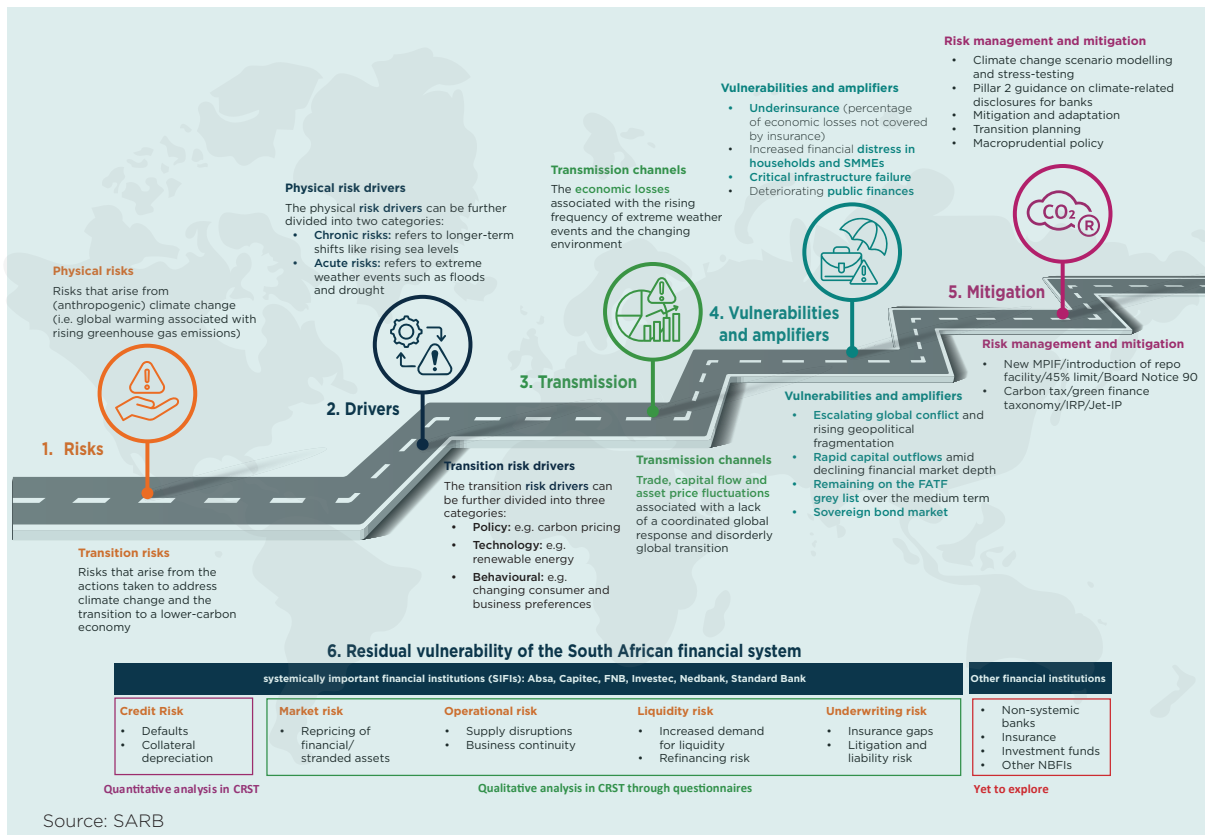 Physical risks
Risks that arise from
(anthropogenic) climate change
(i.e. global warming associated with
rising greenhouse gas emissions)
1. Risks
Transition risks
Risks that arise from the
actions taken to address
climate change and the
transition to a lower-carbon
economy
Physical risk drivers
The physical risk drivers can be further
divided into two categories:
• Chronic risks: refers to longer-term
shifts like rising sea levels
• Acute risks: refers to extreme
weather events such as floods
and drought
2. Drivers
Transition risk drivers
The transition risk drivers can
be further divided into three
categories:
• Policy: e.g. carbon pricing
• Technology: e.g.
renewable energy
• Behavioural: e.g.
changing consumer and
business preferences
Transmission channels
The economic losses
associated with the rising
frequency of extreme weather
events and the changing
environment
3. Transmission
Transmission channels
Trade, capital flow and
asset price fluctuations
associated with a lack
of a coordinated global
response and disorderly
global transition
Vulnerabilities and amplifiers
• Underinsurance (percentage
of economic losses not covered
by insurance)
• Increased financial distress in
households and SMMEs
• Critical infrastructure failure
• Deteriorating public finances
4. Vulnerabilities
and amplifiers
Vulnerabilities and amplifiers
• Escalating global conflict and
rising geopolitical
fragmentation
• Rapid capital outflows amid
declining financial market depth
• Remaining on the FATF
grey list over the medium term
• Sovereign bond market
Risk management and mitigation
• Climate change scenario modelling
and stress-testing
• Pillar 2 guidance on climate-related
disclosures for banks
• Mitigation and adaptation
• Transition planning
• Macroprudential policy
CO2
R
5. Mitigation
Risk management and mitigation
• New MPIF/introduction of repo
facility/45% limit/Board Notice 90
• Carbon tax/green finance
taxonomy/IRP/Jet-IP
6. Residual vulnerability of the South African financial system
systemically important financial institutions (SIFIs): Absa, Capitec, FNB, Investec, Nedbank, Standard Bank
Other financial institutions
Credit Risk
• Defaults
• Collateral
depreciation
Market risk
• Repricing of
financial/
stranded assets
Operational risk
• Supply disruptions
• Business continuity
Liquidity risk
• Increased demand
for liquidity
• Refinancing risk
Underwriting risk
• Insurance gaps
• Litigation and
liability risk
• Non-systemic
banks
• Insurance
• Investment funds
• Other NBFIs
Quantitative analysis in CRST
Qualitative analysis in CRST through questionnaires
Yet to explore
Source: SARB